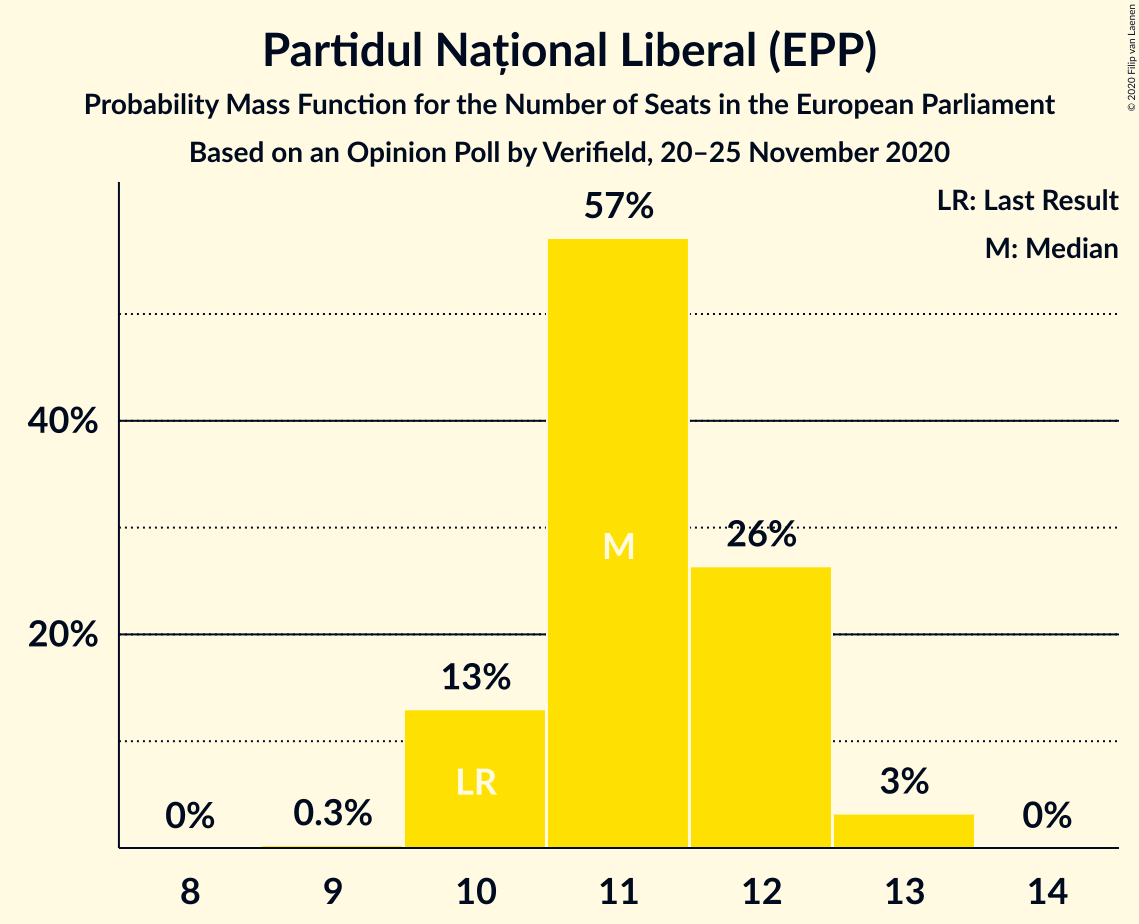 Partidul Național Liberal (EPP)
Probability Mass Function for the Number of Seats in the European Parliament
Based on an Opinion Poll by Verifield, 20–25 November 2020
© 2020 Filip van Laenen
LR: Last Result
M: Median
57%
40%
26%
M
20%
13%
LR
3%
0%
0.3%
0%
8
9
10
11
12
13
14